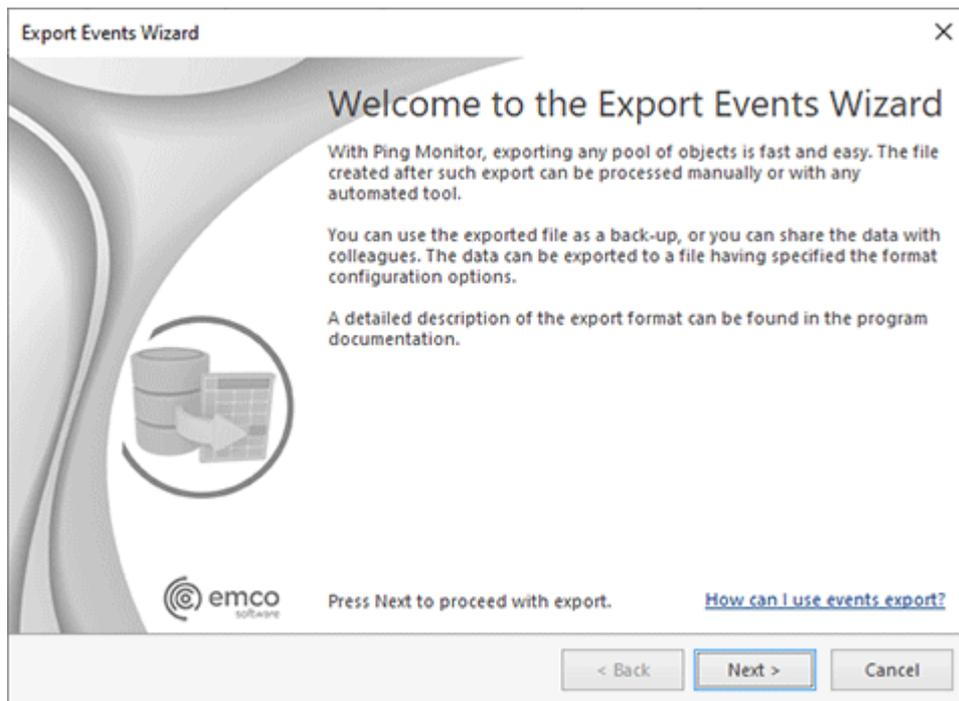 Export Events Wizard
Welcome to the Export Events Wizard
With Ping Monitor, exporting any pool of objects is fast and easy. The file
created after such export can be processed manually or with any
automated tool.
You can use the exported file as a back-up, or you can share the data with
colleagues. The data can be exported to a file having specified the format
configuration options.
A detailed description of the export format can be found in the program
documentation.
emco
software
Press Next to proceed with export.
How can I use events export?
< Back
Next >
Cancel